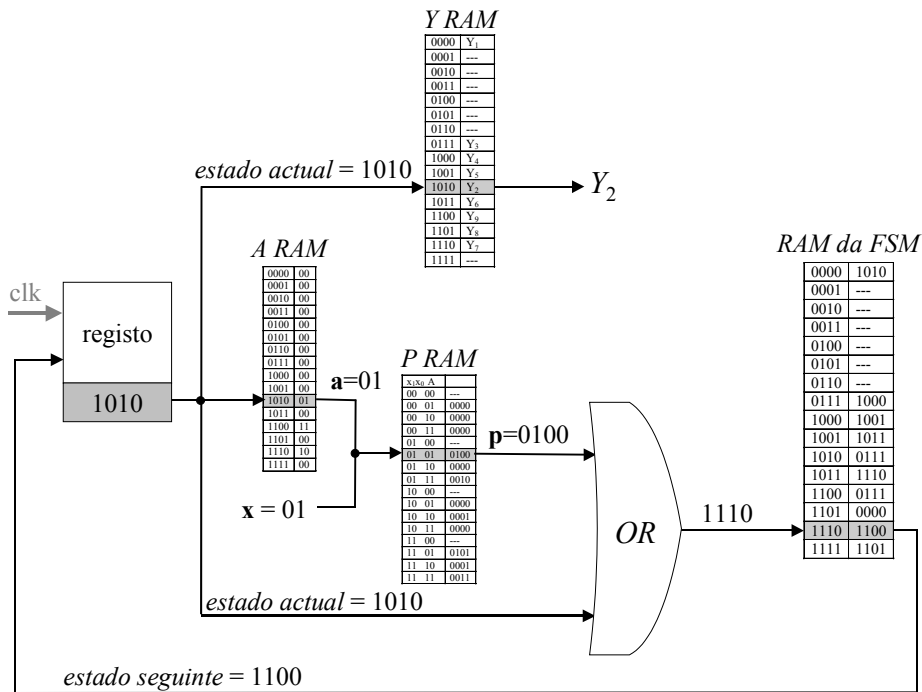 Y RAM
0000 Y1
0001 ---
0010 ---
0011 ---
0100 ---
0101 ---
0110 ---
0111 Y3
1000 Y4
1001 Y5
1010 Y2
1011 Y6
1100 Y9
1101 Y8
1110 Y7
1111 ---
estado actual = 1010
Y2
A RAM
0000 00
0001 00
0010 00
0011 00
0100 00
0101 00
0110 00
0111 00
1000 00
1001 00
1010 01
1011 00
1100 11
1101 00
1110 10
1111 00
clk
registo
1010
a=01
x = 01
P RAM
x1x0 A
00 00 ---
00 01 0000
00 10 0000
00 11 0000
01 00 ---
01 01 0100
01 10 0000
01 11 0010
10 00 ---
10 01 0000
10 10 0001
10 11 0000
11 00 ---
11 01 0101
11 10 0001
11 11 0011
p=0100
OR
1110
RAM da FSM
0000 1010
0001 ---
0010 ---
0011 ---
0100 ---
0101 ---
0110 ---
0111 1000
1000 1001
1001 1011
1010 0111
1011 1110
1100 0111
1101 0000
1110 1100
1111 1101
estado actual = 1010
estado seguinte = 1100